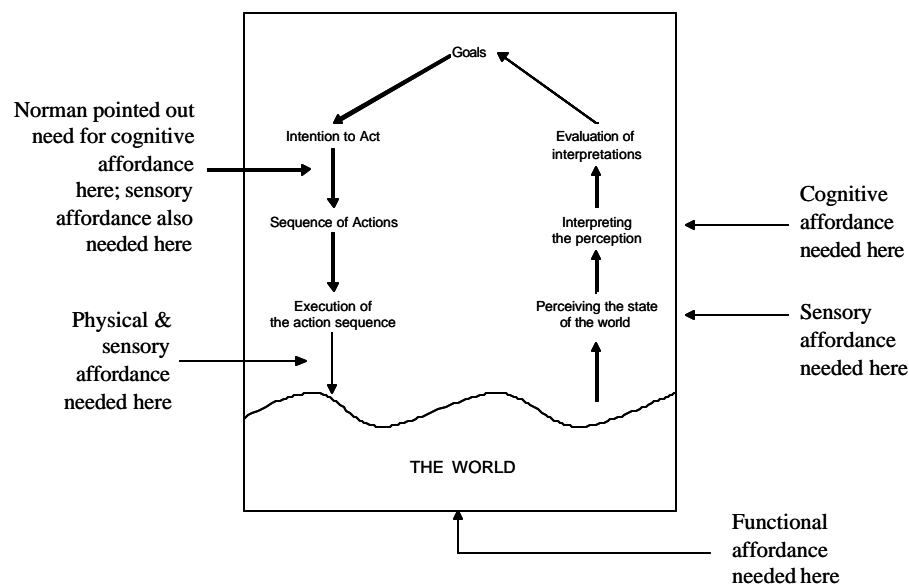 Goals
Norman pointed out
need for cognitive
affordance
here; sensory
affordance also
needed here
Intention to Act
Sequence of Actions
Execution of
the action sequence
Physical &
sensory
affordance
needed here
Evaluation of
interpretations
Interpreting
the perception
Perceiving the state
of the world
Cognitive
affordance
needed here
Sensory
affordance
needed here
THE WORLD
Functional
affordance
needed here